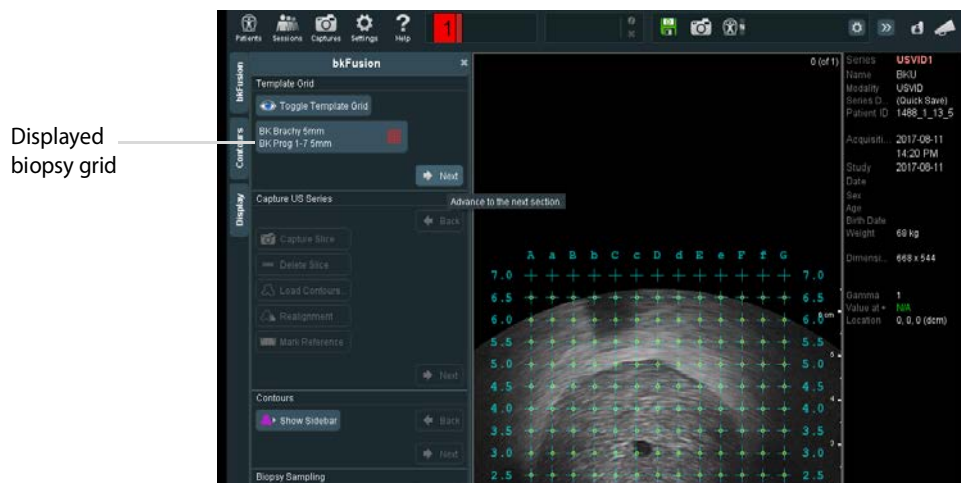 Patients Sessions Captures Settings Help 1
bkFusion ×
bkFusion
Contours
Display
Template Grid
Toggle Template Grid
BK Brachy 5mm
BK Prog 1-7 5mm
Next
Displayed
biopsy grid
Capture US Series
Advance to the next section.
Back
Capture Slice
Delete Slice
Load Contours...
Realignment
Mark Reference
Next
Contours
Show Sidebar
Back
Next
Biopsy Sampling
0 (of 1)
A a B b C c D d E e F f G
7.0 7.0
6.5 6.5
6.0 6.0
5.5 5.5
5.0 5.0
4.5 4.5
4.0 4.0
3.5 3.5
3.0 3.0
2.5 2.5
Series USVID1
Name BKU
Modality USVID
Series D... (Quick Save)
Patient ID 1488_1_13_5
Acquisiti... 2017-08-11
14:20 PM
Study 2017-08-11
Date
Sex
Age
Birth Date
Weight 68 kg
Dimensi... 668 x 544
Gamma 1
Value at + N/A
Location 0, 0, 0 (dcm)